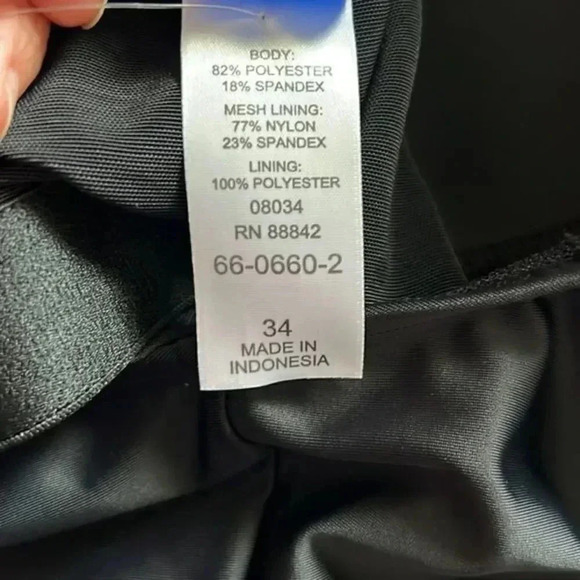 BODY:
82% POLYESTER
18% SPANDEX
MESH LINING:
77% NYLON
23% SPANDEX
LINING:
100% POLYESTER
08034
RN 88842
66-0660-2
34
MADE IN
INDONESIA